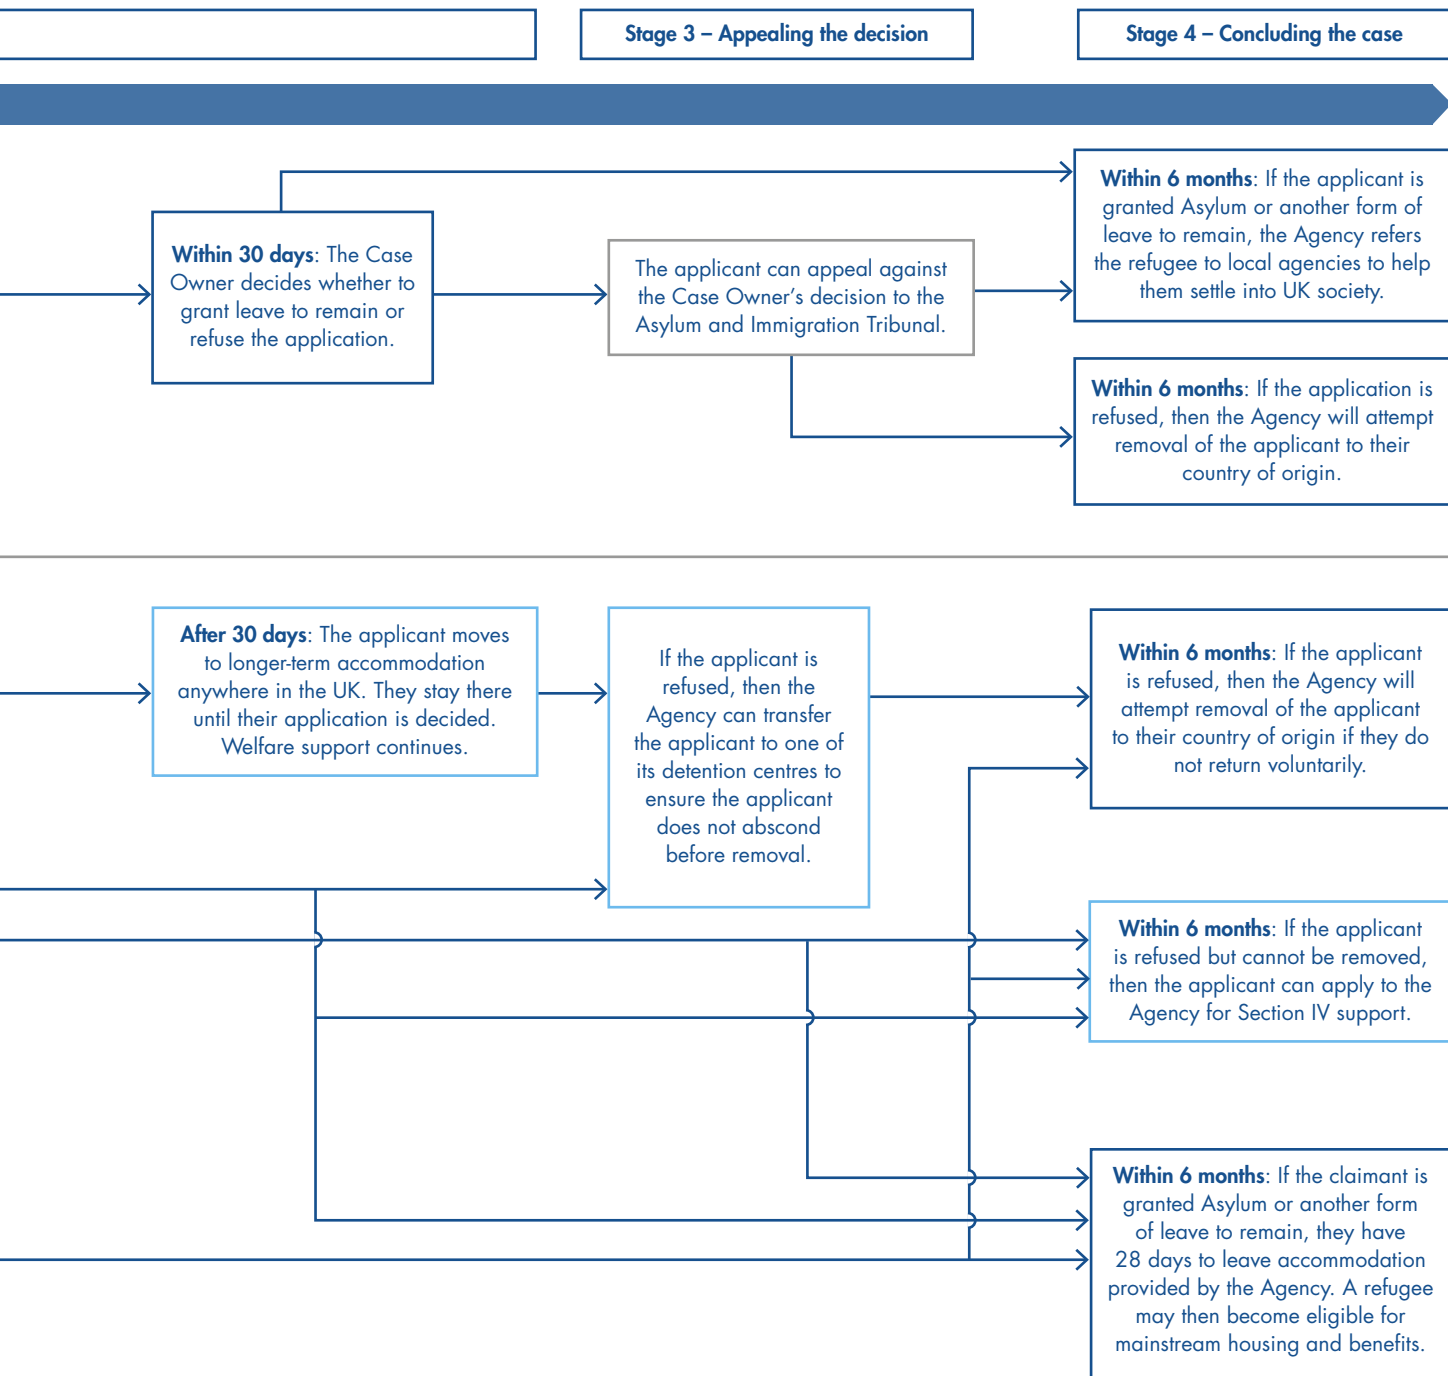 Stage 3 – Appealing the decision
Stage 4 – Concluding the case
Within 30 days: The Case
Owner decides whether to
grant leave to remain or
refuse the application.
The applicant can appeal against
the Case Owner's decision to the
Asylum and Immigration Tribunal.
Within 6 months: If the applicant is
granted Asylum or another form of
leave to remain, the Agency refers
the refugee to local agencies to help
them settle into UK society.
Within 6 months: If the application is
refused, then the Agency will attempt
removal of the applicant to their
country of origin.
After 30 days: The applicant moves
to longer-term accommodation
anywhere in the UK. They stay there
until their application is decided.
Welfare support continues.
If the applicant is
refused, then the
Agency can transfer
the applicant to one of
its detention centres to
ensure the applicant
does not abscond
before removal.
Within 6 months: If the applicant
is refused, then the Agency will
attempt removal of the applicant
to their country of origin if they do
not return voluntarily.
Within 6 months: If the applicant
is refused but cannot be removed,
then the applicant can apply to the
Agency for Section IV support.
Within 6 months: If the claimant is
granted Asylum or another form
of leave to remain, they have
28 days to leave accommodation
provided by the Agency. A refugee
may then become eligible for
mainstream housing and benefits.